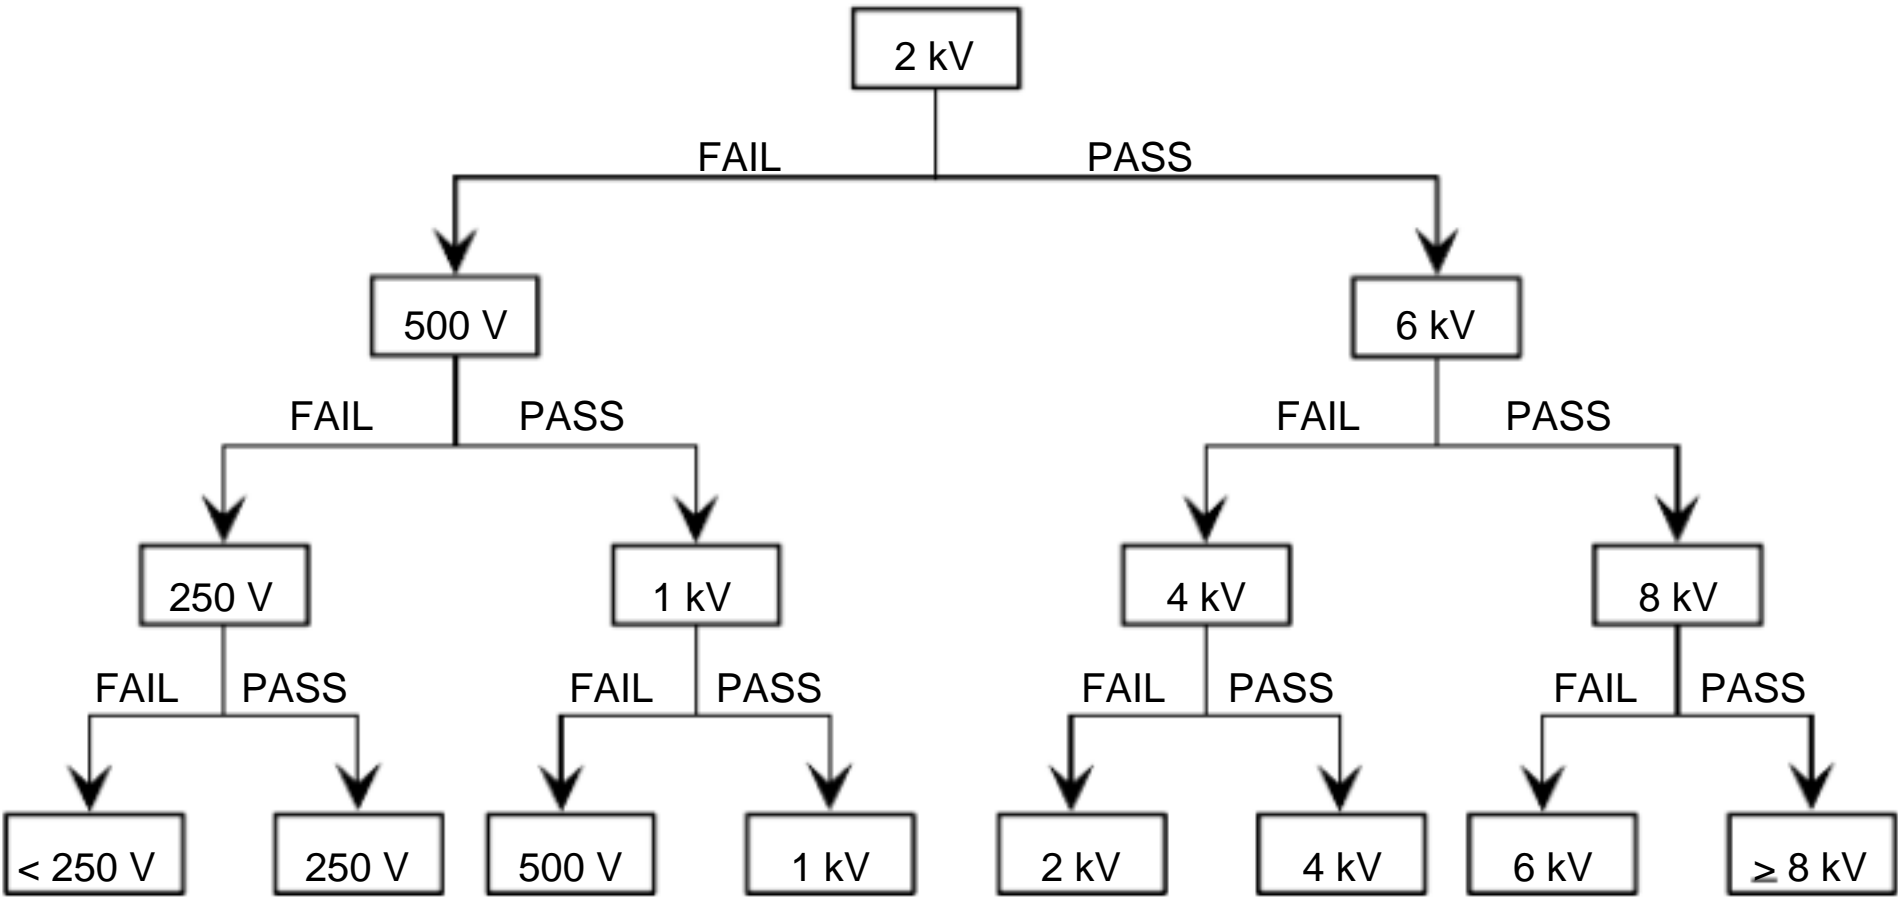 2 kV
FAIL PASS
500 V 6 kV
FAIL PASS FAIL PASS
250 V 1 kV 4 kV 8 kV
FAIL PASS FAIL PASS FAIL PASS FAIL PASS
< 250 V 250 V 500 V 1 kV 2 kV 4 kV 6 kV ≥ 8 kV